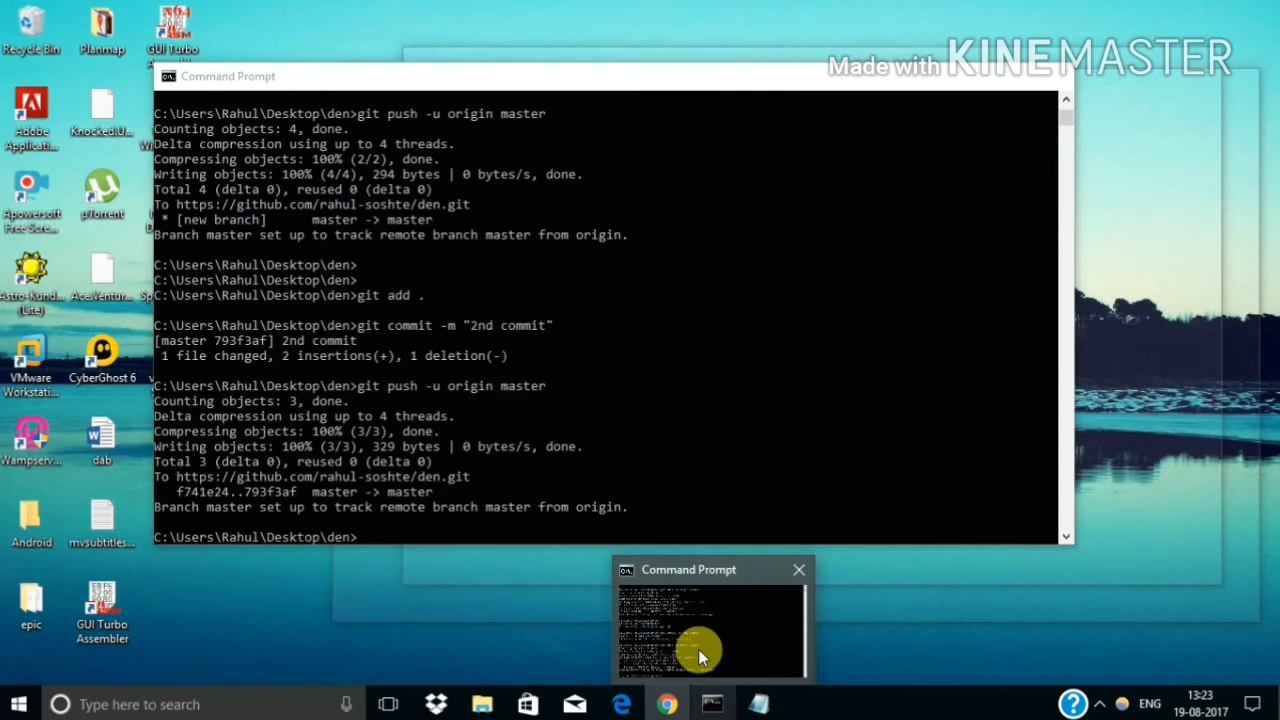 Recycle Bin
Planmap
GUI Turbo
Made with KINEMASTER
Command Prompt
Adobe
Applicati...
Knocked.U...
C:\Users\Rahul\Desktop\den>git push -u origin master
Counting objects: 4, done.
Delta compression using up to 4 threads.
Compressing objects: 100% (2/2), done.
Writing objects: 100% (4/4), 294 bytes | 0 bytes/s, done.
Total 4 (delta 0), reused 0 (delta 0)
To https://github.com/rahul-soshte/den.git
* [new branch]      master -> master
Branch master set up to track remote branch master from origin.
C:\Users\Rahul\Desktop\den>
C:\Users\Rahul\Desktop\den>
C:\Users\Rahul\Desktop\den>git add .
C:\Users\Rahul\Desktop\den>git commit -m "2nd commit"
[master 793f3af] 2nd commit
1 file changed, 2 insertions(+), 1 deletion(-)
C:\Users\Rahul\Desktop\den>git push -u origin master
Counting objects: 3, done.
Delta compression using up to 4 threads.
Compressing objects: 100% (3/3), done.
Writing objects: 100% (3/3), 329 bytes | 0 bytes/s, done.
Total 3 (delta 0), reused 0 (delta 0)
To https://github.com/rahul-soshte/den.git
f741e24..793f3af  master -> master
Branch master set up to track remote branch master from origin.
C:\Users\Rahul\Desktop\den>
Apowersoft
Free Scre...
µTorrent
Astro-Kund...
(Lite)
Ace.Ventur...
VMware
Workstati...
CyberGhost 6
Wampserv...
dab
Android
mvsubtitles...
epic
GUI Turbo
Assembler
Command Prompt
Type here to search
ENG
13:23
19-08-2017